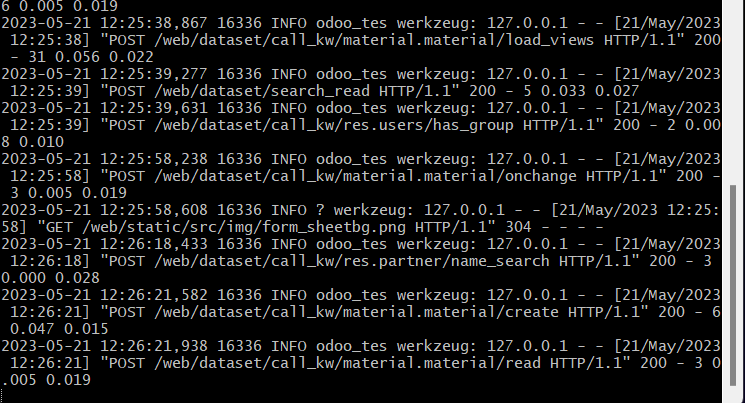 6 0.005 0.019
2023-05-21 12:25:38,867 16336 INFO odoo_tes werkzeug: 127.0.0.1 - - [21/May/2023
 12:25:38] "POST /web/dataset/call_kw/material.material/load_views HTTP/1.1" 200
 - 31 0.056 0.022
2023-05-21 12:25:39,277 16336 INFO odoo_tes werkzeug: 127.0.0.1 - - [21/May/2023
 12:25:39] "POST /web/dataset/search_read HTTP/1.1" 200 - 5 0.033 0.027
2023-05-21 12:25:39,631 16336 INFO odoo_tes werkzeug: 127.0.0.1 - - [21/May/2023
 12:25:39] "POST /web/dataset/call_kw/res.users/has_group HTTP/1.1" 200 - 2 0.00
8 0.010
2023-05-21 12:25:58,238 16336 INFO odoo_tes werkzeug: 127.0.0.1 - - [21/May/2023
 12:25:58] "POST /web/dataset/call_kw/material.material/onchange HTTP/1.1" 200 -
 3 0.005 0.019
2023-05-21 12:25:58,608 16336 INFO ? werkzeug: 127.0.0.1 - - [21/May/2023 12:25:
58] "GET /web/static/src/img/form_sheetbg.png HTTP/1.1" 304 - - - -
2023-05-21 12:26:18,433 16336 INFO odoo_tes werkzeug: 127.0.0.1 - - [21/May/2023
 12:26:18] "POST /web/dataset/call_kw/res.partner/name_search HTTP/1.1" 200 - 3
0.000 0.028
2023-05-21 12:26:21,582 16336 INFO odoo_tes werkzeug: 127.0.0.1 - - [21/May/2023
 12:26:21] "POST /web/dataset/call_kw/material.material/create HTTP/1.1" 200 - 6
 0.047 0.015
2023-05-21 12:26:21,938 16336 INFO odoo_tes werkzeug: 127.0.0.1 - - [21/May/2023
 12:26:21] "POST /web/dataset/call_kw/material.material/read HTTP/1.1" 200 - 3 0
.005 0.019